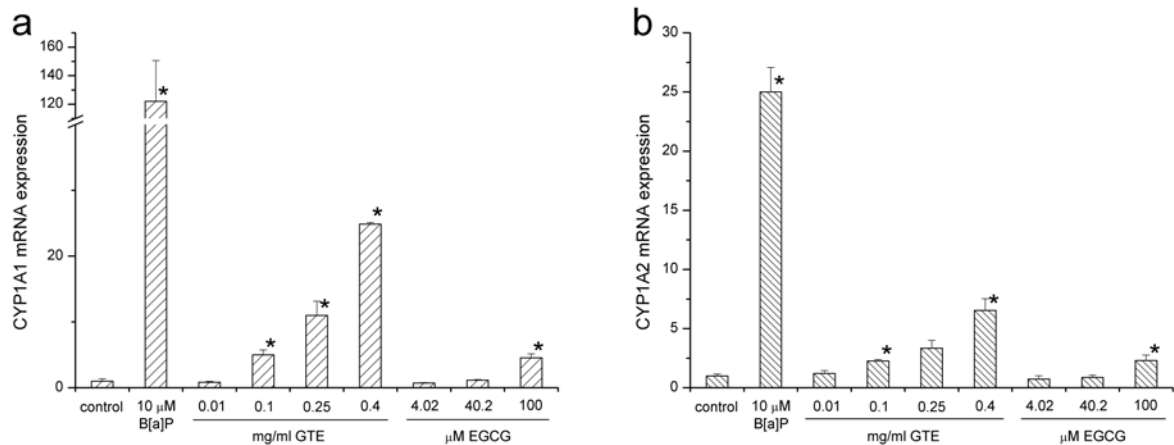 a
160
150
140
130
120
20
0
CYP1A1 mRNA expression
*
*
*
*
*
control
10 μM
B[a]P
0.01
0.1
0.25
0.4
4.02
40.2
100
mg/ml GTE
μM EGCG
b
30
25
20
15
10
5
0
CYP1A2 mRNA expression
*
*
*
*
control
10 μM
B[a]P
0.01
0.1
0.25
0.4
4.02
40.2
100
mg/ml GTE
μM EGCG